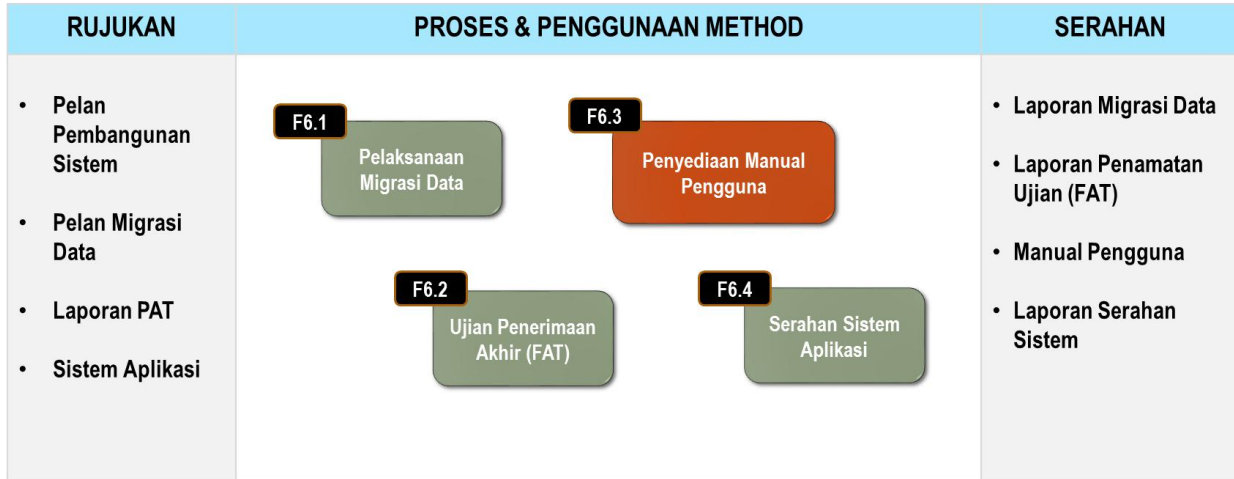 RUJUKAN
PROSES & PENGGUNAAN METHOD
SERAHAN
• Pelan
Pembangunan
Sistem
• Pelan Migrasi
Data
• Laporan PAT
• Sistem Aplikasi
F6.1
Pelaksanaan
Migrasi Data
F6.3
Penyediaan Manual
Pengguna
F6.2
Ujian Penerimaan
Akhir (FAT)
F6.4
Serahan Sistem
Aplikasi
• Laporan Migrasi Data
• Laporan Penamatan
Ujian (FAT)
• Manual Pengguna
• Laporan Serahan
Sistem